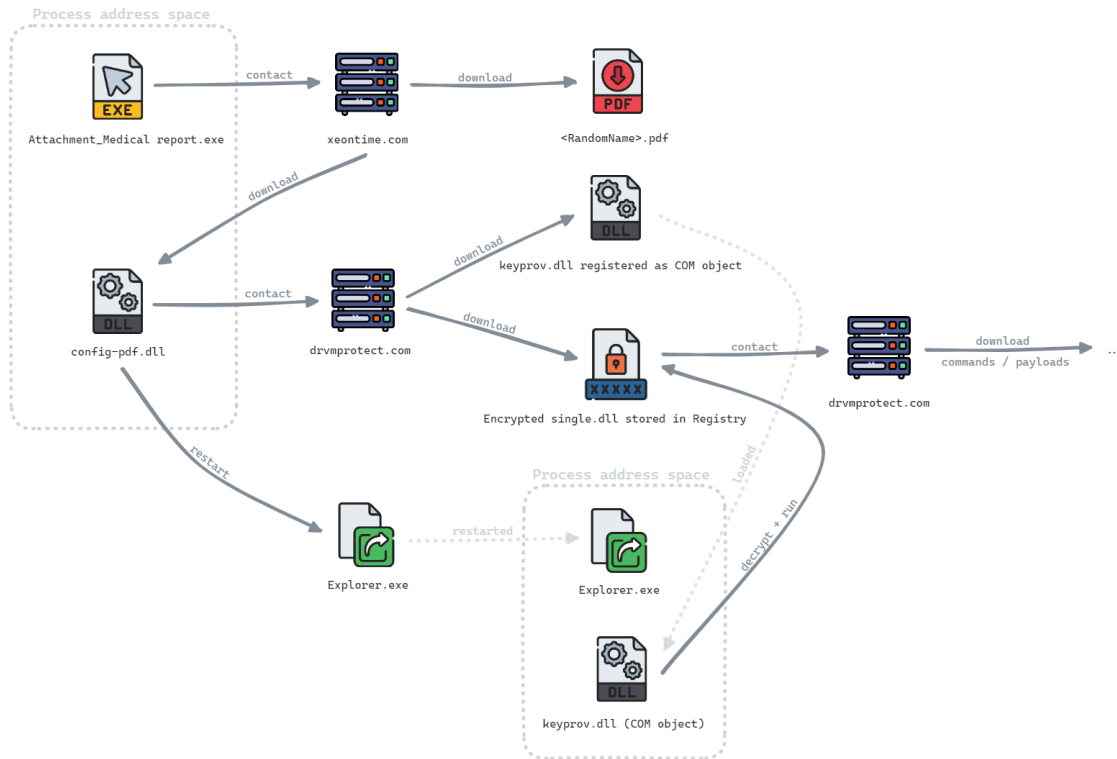 Process address space
contact
download
EXE
PDF
Attachment_Medical report.exe
xeontime.com
<RandomName>.pdf
download
DLL
download
keyprov.dll registered as COM object
contact
DLL
download
contact
download
commands / payloads
..
config-pdf.dll
drvmprotect.com
XXXXX
Encrypted single.dll stored in Registry
drvmprotect.com
restart
loaded
Process address space
restarted
decrypt + run
Explorer.exe
Explorer.exe
DLL
keyprov.dll (COM object)